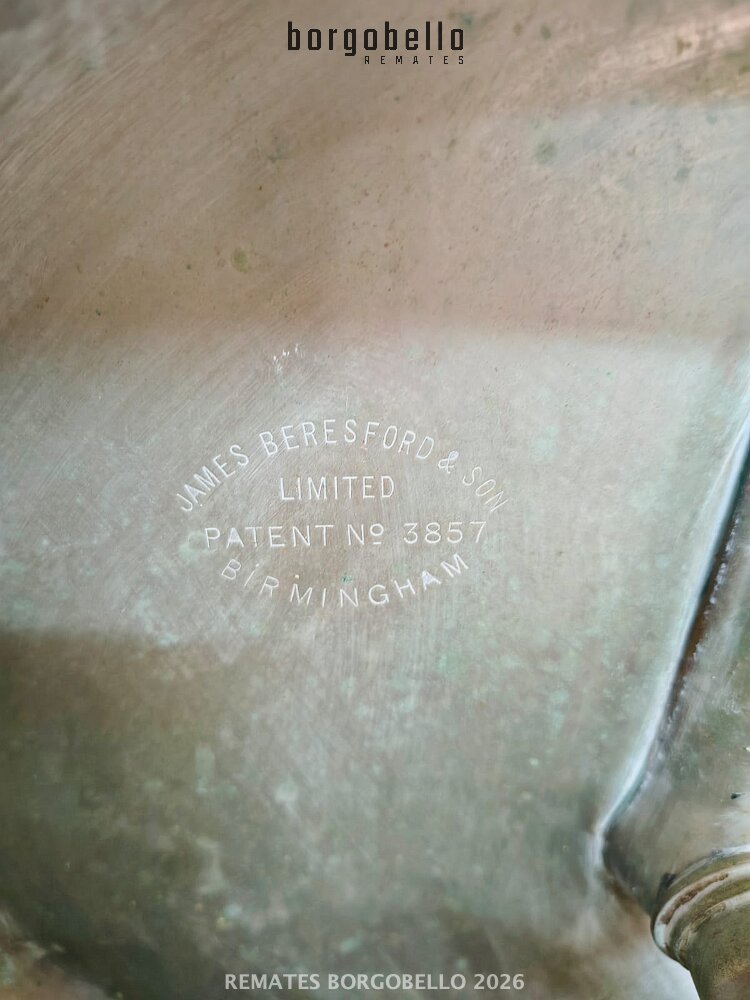 borgobello
REMATES
JAMES BERESFORD & SON
LIMITED
PATENT Nº 3857
BIRMINGHAM
REMATES BORGOBELLO 2026